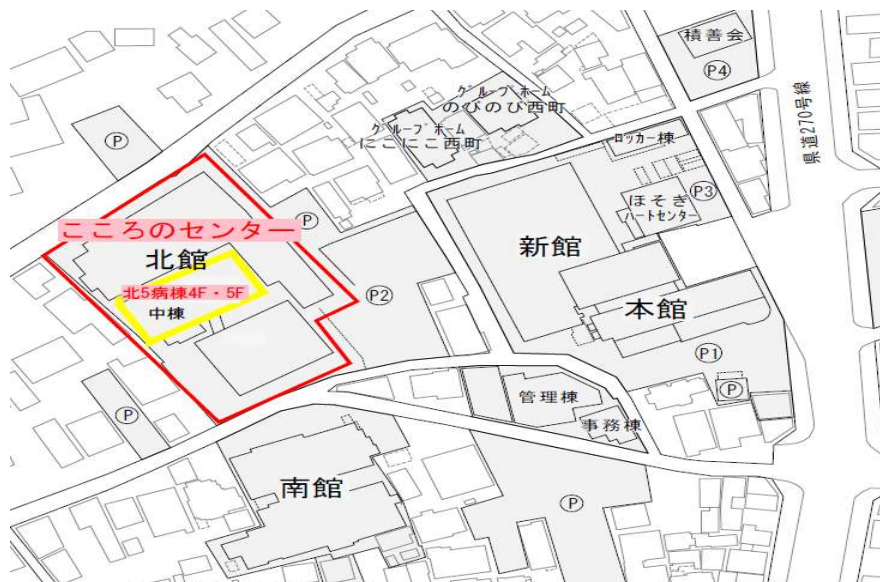 積善会
P4
県道270号線
グループホーム
のびのび西町
グループホーム
にこにこ西町
ロッカー棟
P
P3
ほそぎ
ハートセンター
P
こころのセンター
北館
新館
P2
北5病棟4F・5F
中棟
本館
P1
P
管理棟
P
事務棟
南館
P